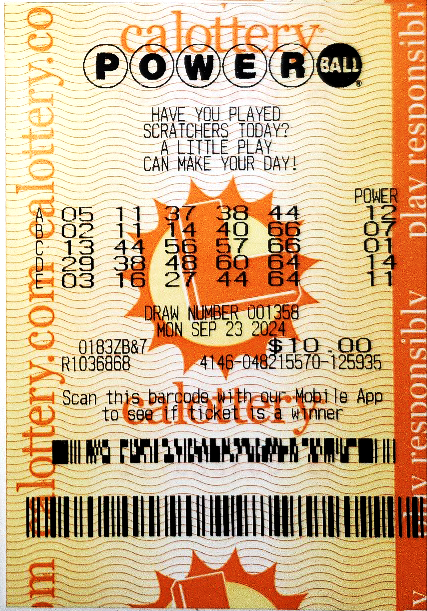 calottery
POWER BALL
HAVE YOU PLAYED
SCRATCHERS TODAY?
A LITTLE PLAY
CAN MAKE YOUR DAY!
POWER
A 05 11 37 38 44 12
B 02 11 14 40 66 07
C 13 44 56 57 66 01
D 29 38 48 60 64 14
E 03 16 27 44 64 11
DRAW NUMBER 001358
MON SEP 23 2024
0183ZB&7 $10.00
R1036868 4146-048215570-125935
Scan this barcode with our Mobile App
to see if ticket is a winner
calottery
calottery.com calottery.co
play responsibly